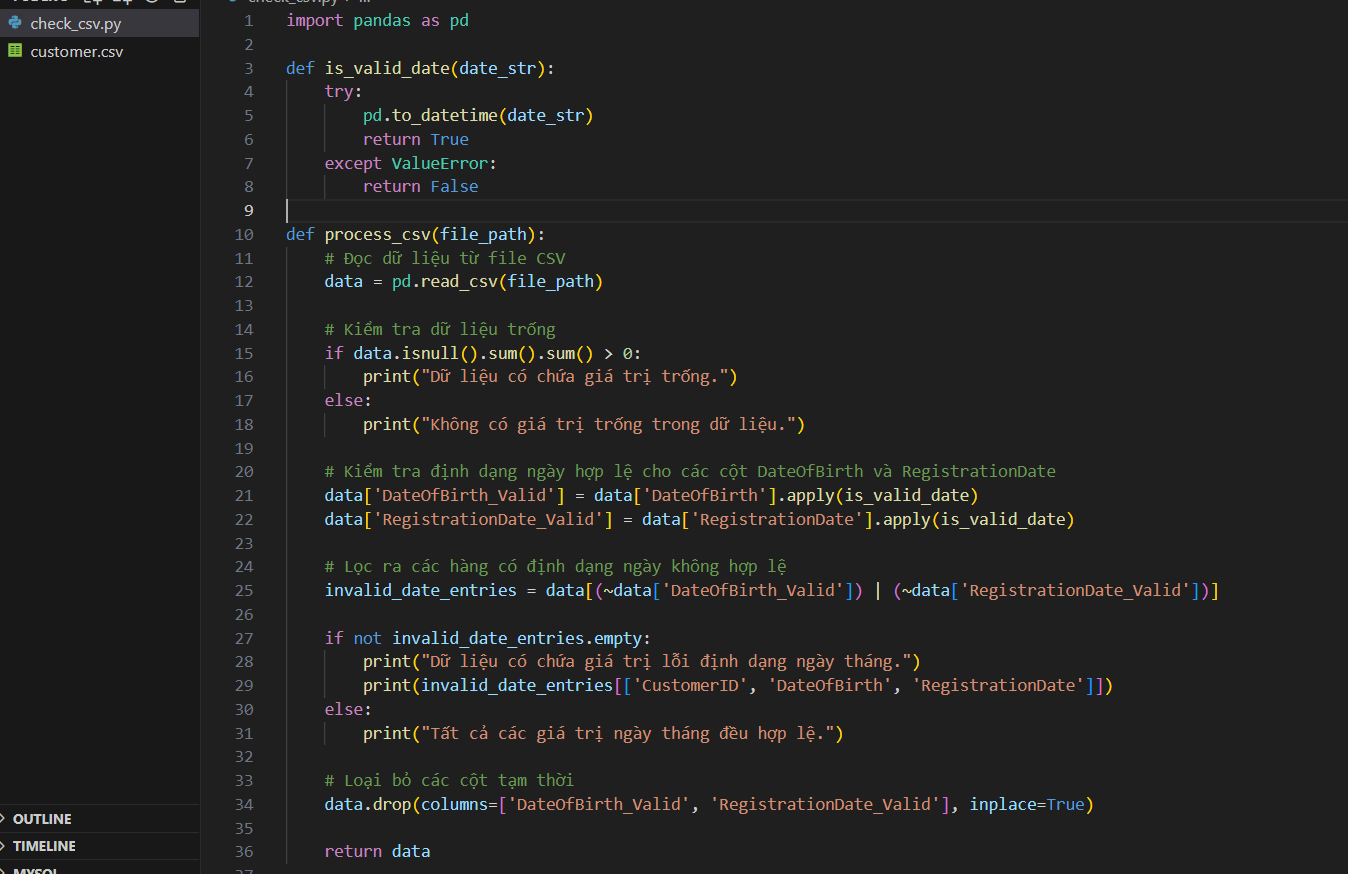 check_csv.py
customer.csv
OUTLINE
TIMELINE
MYSQL
check_csv.py > ...
1 import pandas as pd
2
3 def is_valid_date(date_str):
4 try:
5 pd.to_datetime(date_str)
6 return True
7 except ValueError:
8 return False
9
10 def process_csv(file_path):
11 # Đọc dữ liệu từ file CSV
12 data = pd.read_csv(file_path)
13
14 # Kiểm tra dữ liệu trống
15 if data.isnull().sum().sum() > 0:
16 print("Dữ liệu có chứa giá trị trống.")
17 else:
18 print("Không có giá trị trống trong dữ liệu.")
19
20 # Kiểm tra định dạng ngày hợp lệ cho các cột DateOfBirth và RegistrationDate
21 data['DateOfBirth_Valid'] = data['DateOfBirth'].apply(is_valid_date)
22 data['RegistrationDate_Valid'] = data['RegistrationDate'].apply(is_valid_date)
23
24 # Lọc ra các hàng có định dạng ngày không hợp lệ
25 invalid_date_entries = data[(~data['DateOfBirth_Valid']) | (~data['RegistrationDate_Valid'])]
26
27 if not invalid_date_entries.empty:
28 print("Dữ liệu có chứa giá trị lỗi định dạng ngày tháng.")
29 print(invalid_date_entries[['CustomerID', 'DateOfBirth', 'RegistrationDate']])
30 else:
31 print("Tất cả các giá trị ngày tháng đều hợp lệ.")
32
33 # Loại bỏ các cột tạm thời
34 data.drop(columns=['DateOfBirth_Valid', 'RegistrationDate_Valid'], inplace=True)
35
36 return data
37